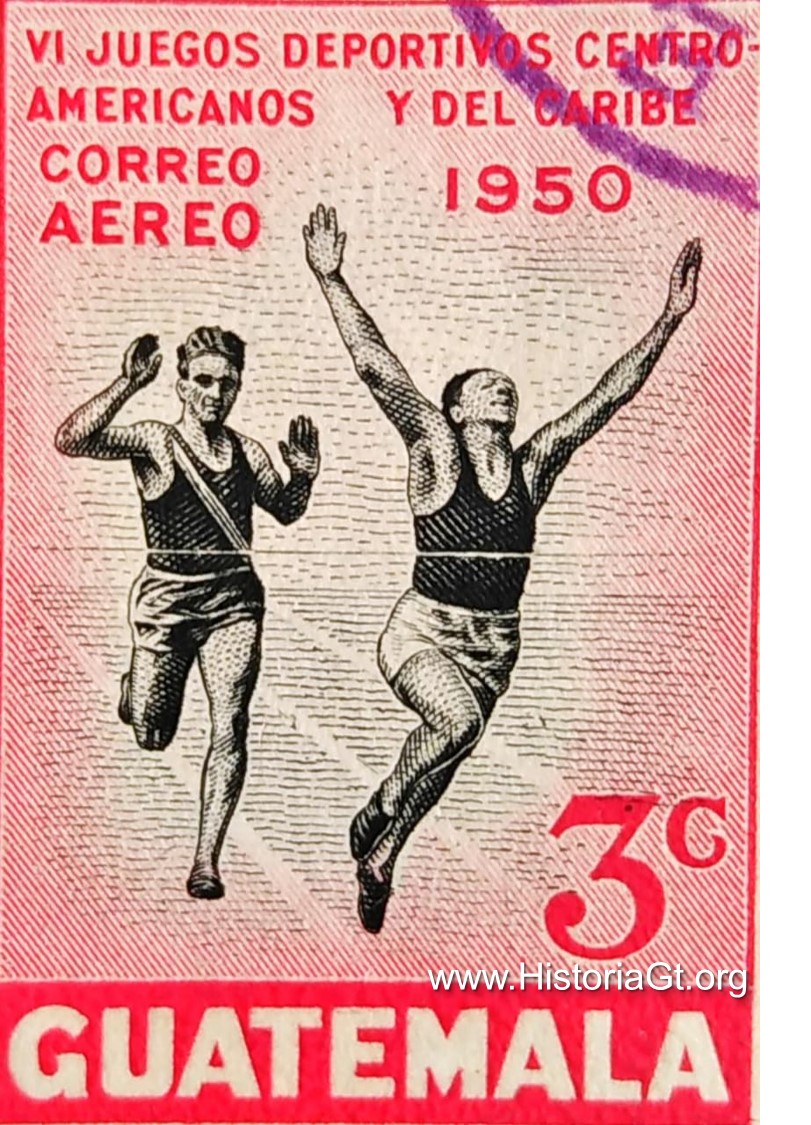 VI JUEGOS DEPORTIVOS CENTRO-
AMERICANOS Y DEL CARIBE
CORREO
AEREO
1950
3c
www.HistoriaGt.org
GUATEMALA